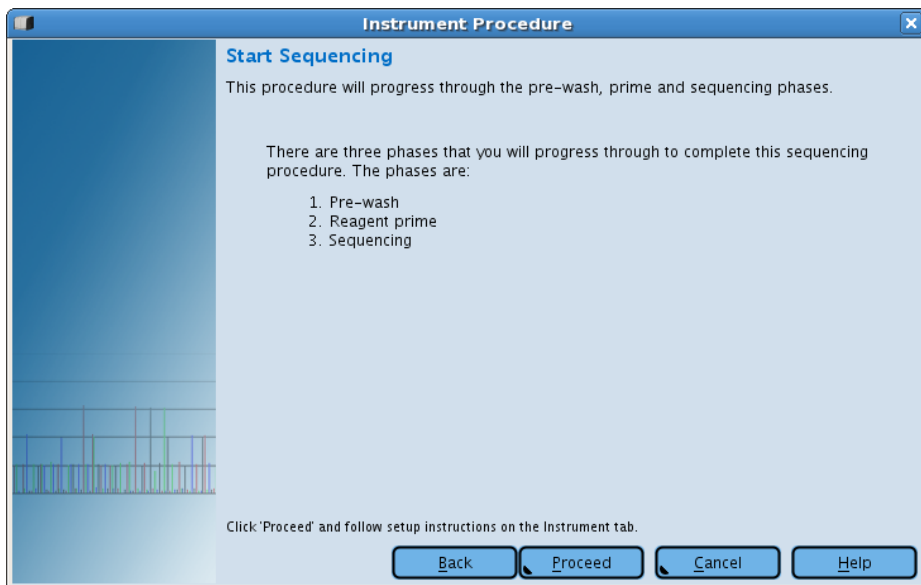 Instrument Procedure
Start Sequencing
This procedure will progress through the pre-wash, prime and sequencing phases.
There are three phases that you will progress through to complete this sequencing
procedure. The phases are:
1. Pre-wash
2. Reagent prime
3. Sequencing
Click 'Proceed' and follow setup instructions on the Instrument tab.
Back Proceed Cancel Help